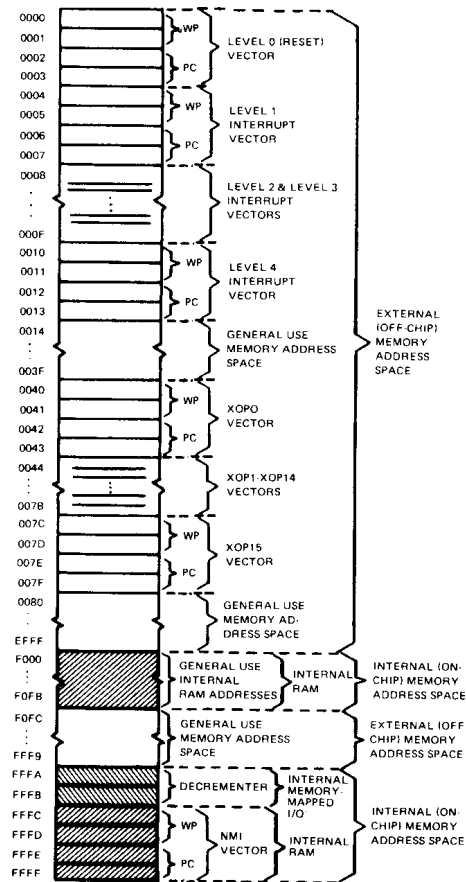 0000
0001
0002
0003
WP
PC
LEVEL 0 (RESET)
VECTOR
0004
0005
0006
0007
WP
PC
LEVEL 1
INTERRUPT
VECTOR
0008
000F
LEVEL 2 & LEVEL 3
INTERRUPT
VECTORS
0010
0011
0012
0013
WP
PC
LEVEL 4
INTERRUPT
VECTOR
0014
003F
GENERAL USE
MEMORY ADDRESS
SPACE
EXTERNAL
(OFF-CHIP)
MEMORY
ADDRESS
SPACE
0040
0041
0042
0043
WP
PC
XOP0
VECTOR
0044
007B
XOP1-XOP14
VECTORS
007C
007D
007E
007F
WP
PC
XOP15
VECTOR
0080
EFFF
GENERAL USE
MEMORY AD-
DRESS SPACE
F000
F0FB
GENERAL USE
INTERNAL
RAM ADDRESSES
INTERNAL
RAM
INTERNAL (ON-
CHIP) MEMORY
ADDRESS SPACE
F0FC
FFF9
GENERAL USE
MEMORY ADDRESS
SPACE
EXTERNAL (OFF
CHIP) MEMORY
ADDRESS SPACE
FFFA
FFFB
DECREMENTER
INTERNAL
MEMORY-
MAPPED
I/O
FFFC
FFFD
FFFE
FFFF
WP
PC
NMI
VECTOR
INTERNAL
RAM
INTERNAL (ON-
CHIP) MEMORY
ADDRESS SPACE